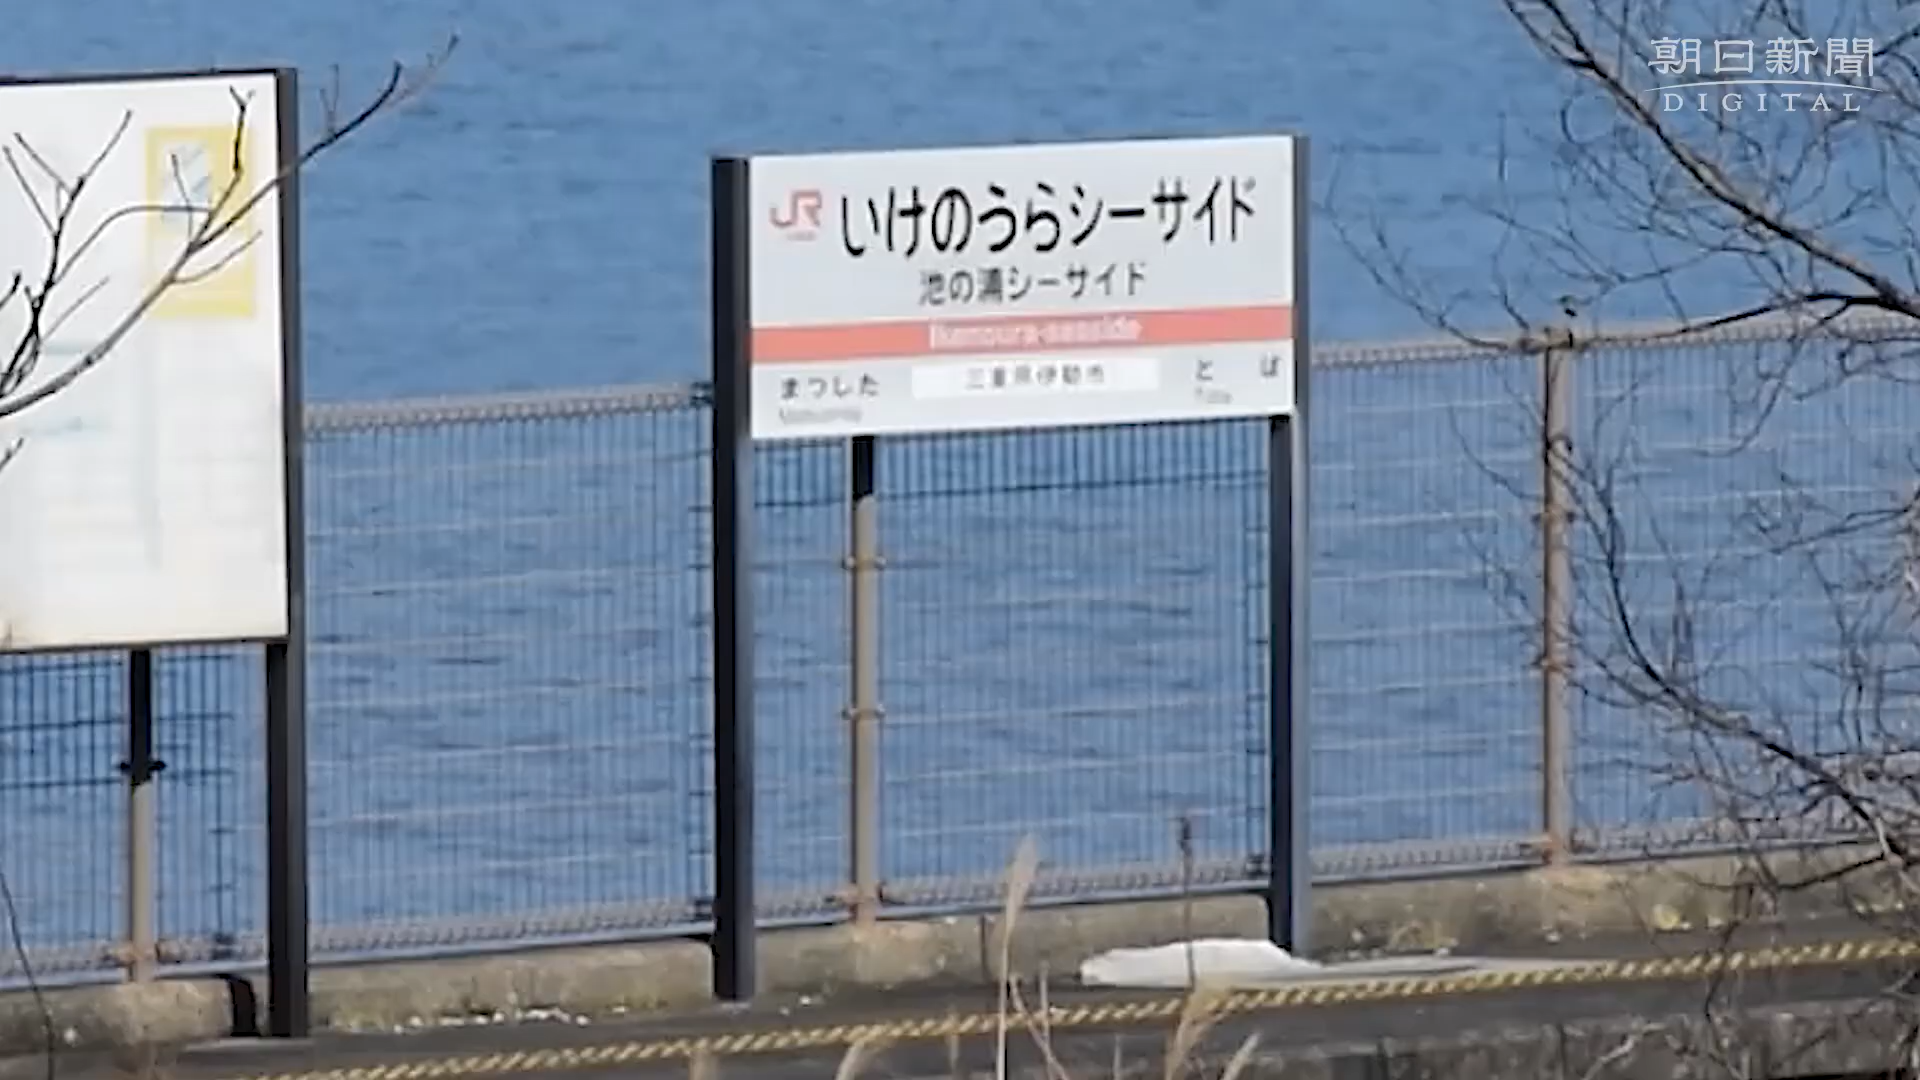 朝日新聞
DIGITAL
JR いけのうらシーサイド
池の浦シーサイド
Ikenoura-seaside
三重県伊勢市
まつした
とば